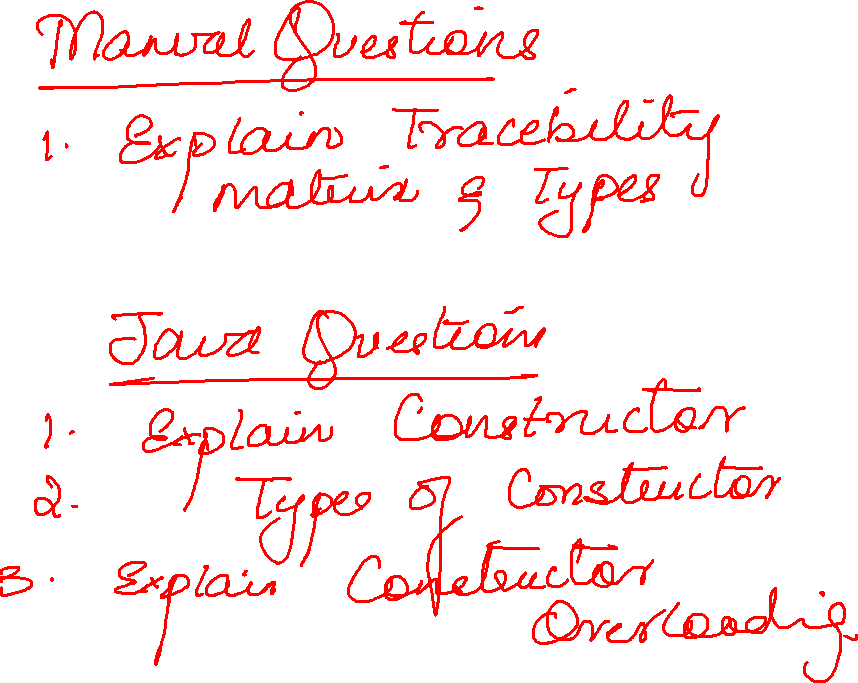 Manual Questions
1. Explain Tracebility
matrix & Types
Java Question
1. Explain Constructor
2. Types of Constructor
3. Explain Constructor
Overloading